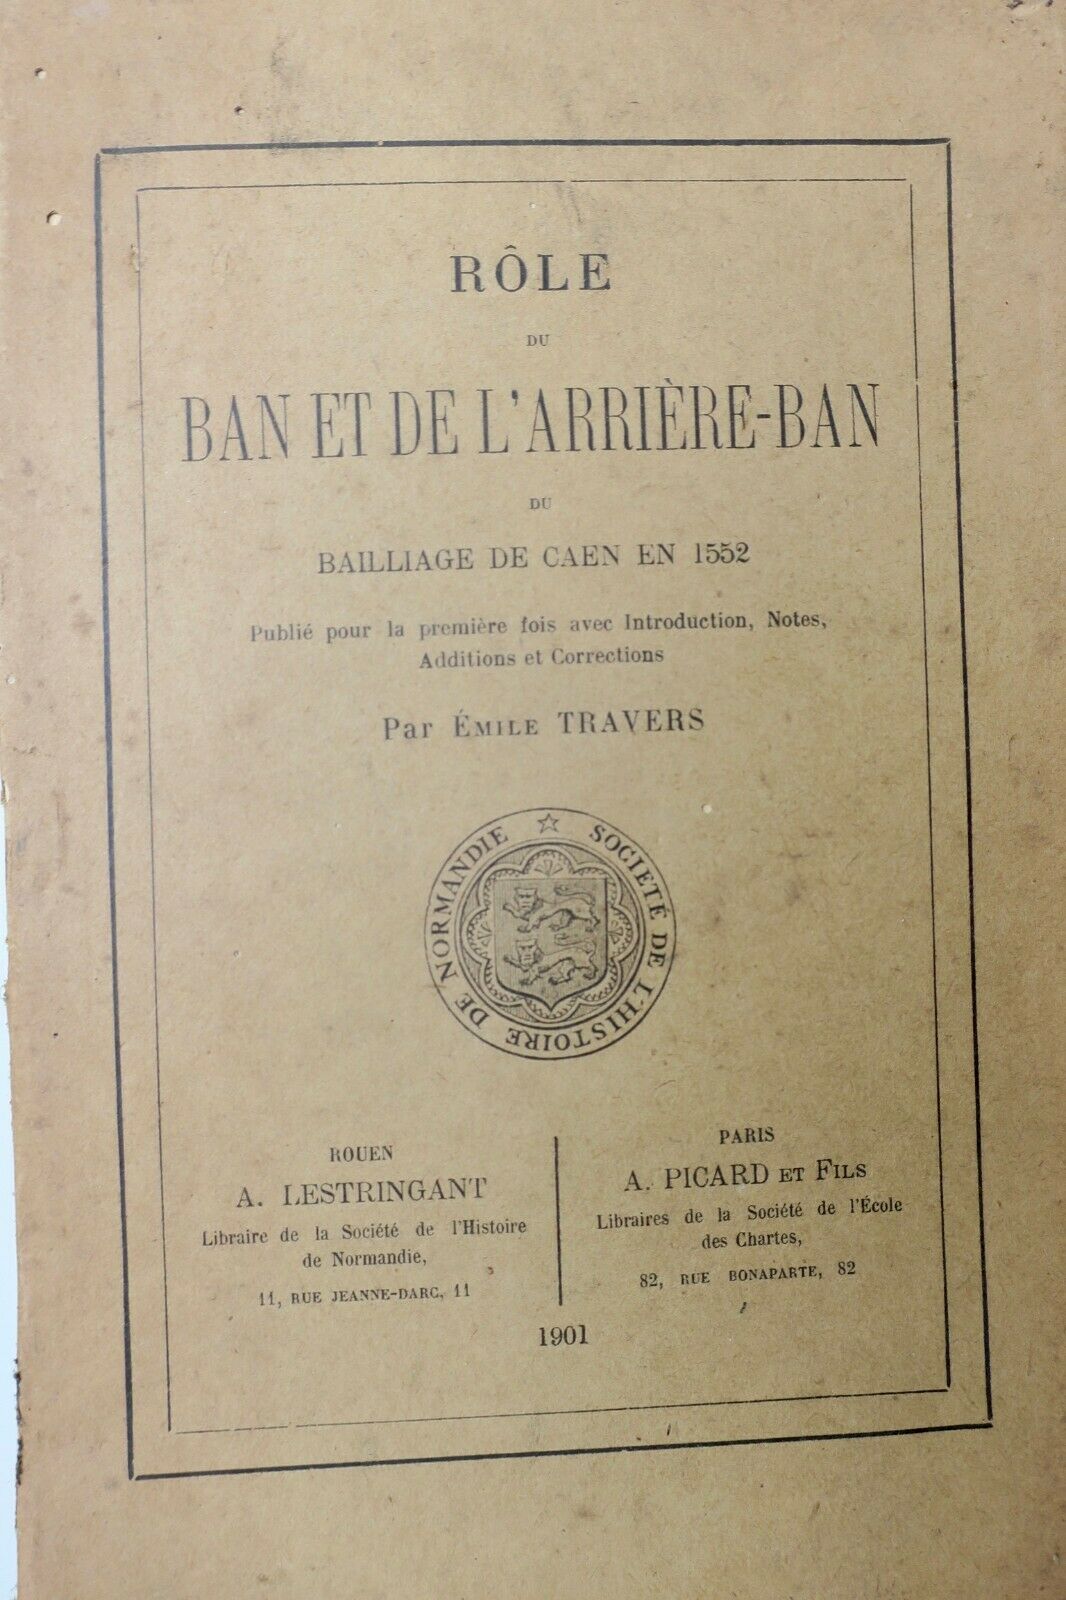 RÔLE
DU
BAN ET DE L'ARRIÈRE-BAN
DU
BAILLIAGE DE CAEN EN 1552
Publié pour la première fois avec Introduction, Notes,
Additions et Corrections
Par ÉMILE TRAVERS
SOCIÉTÉ DE L'HISTOIRE DE NORMANDIE
ROUEN
A. LESTRINGANT
Libraire de la Société de l'Histoire
de Normandie,
11, RUE JEANNE-DARC, 11
PARIS
A. PICARD ET FILS
Libraires de la Société de l'École
des Chartes,
82, RUE BONAPARTE, 82
1901